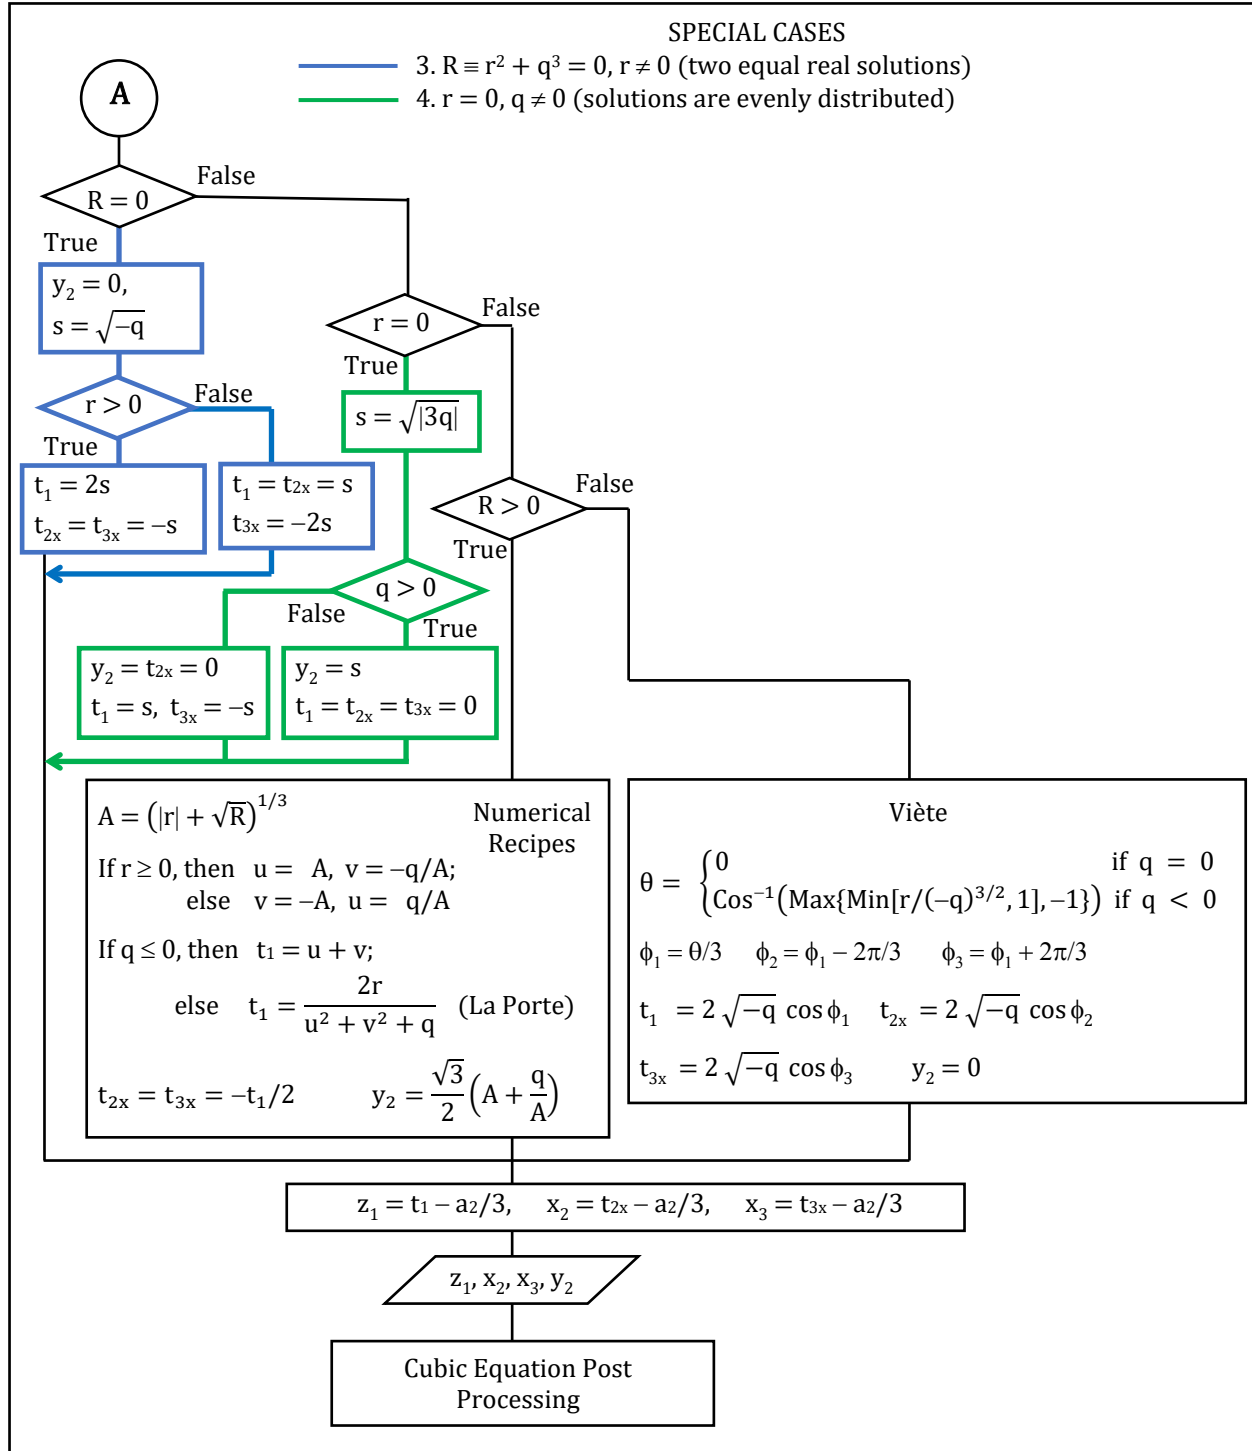 SPECIAL CASES
3. R ≡ r² + q³ = 0, r ≠ 0 (two equal real solutions)
4. r = 0, q ≠ 0 (solutions are evenly distributed)
A
R = 0
False
True
y₂ = 0,
s = √(−q)
r = 0
False
True
r > 0
False
True
s = √|3q|
t₁ = 2s
t₂ₓ = t₃ₓ = −s
t₁ = t₂ₓ = s
t₃ₓ = −2s
R > 0
False
True
q > 0
False
True
y₂ = t₂ₓ = 0
t₁ = s, t₃ₓ = −s
y₂ = s
t₁ = t₂ₓ = t₃ₓ = 0
A = (|r| + √R)^1/3
Numerical
Recipes
If r ≥ 0, then u = A, v = −q/A;
else v = −A, u = q/A
If q ≤ 0, then t₁ = u + v;
else t₁ = 2r/(u² + v² + q) (La Porte)
t₂ₓ = t₃ₓ = −t₁/2 y₂ = √3/2 (A + q/A)
Viète
θ = {0 if q = 0
Cos⁻¹(Max{Min[r/(−q)^3/2, 1], −1}) if q < 0
ϕ₁ = θ/3 ϕ₂ = ϕ₁ − 2π/3 ϕ₃ = ϕ₁ + 2π/3
t₁ = 2 √(−q) cos ϕ₁ t₂ₓ = 2 √(−q) cos ϕ₂
t₃ₓ = 2 √(−q) cos ϕ₃ y₂ = 0
z₁ = t₁ − a₂/3, x₂ = t₂ₓ − a₂/3, x₃ = t₃ₓ − a₂/3
z₁, x₂, x₃, y₂
Cubic Equation Post
Processing